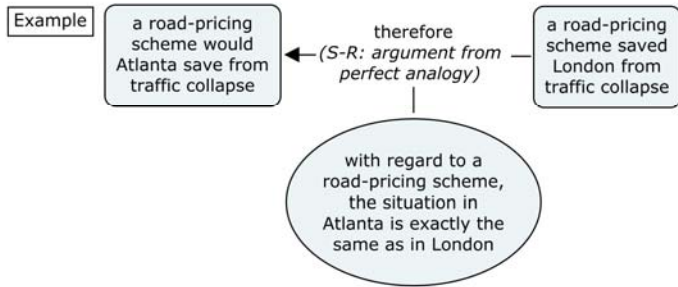 Example
a road-pricing
scheme would
Atlanta save from
traffic collapse
therefore
(S-R: argument from
perfect analogy)
a road-pricing
scheme saved
London from
traffic collapse
with regard to a
road-pricing scheme,
the situation in
Atlanta is exactly the
same as in London